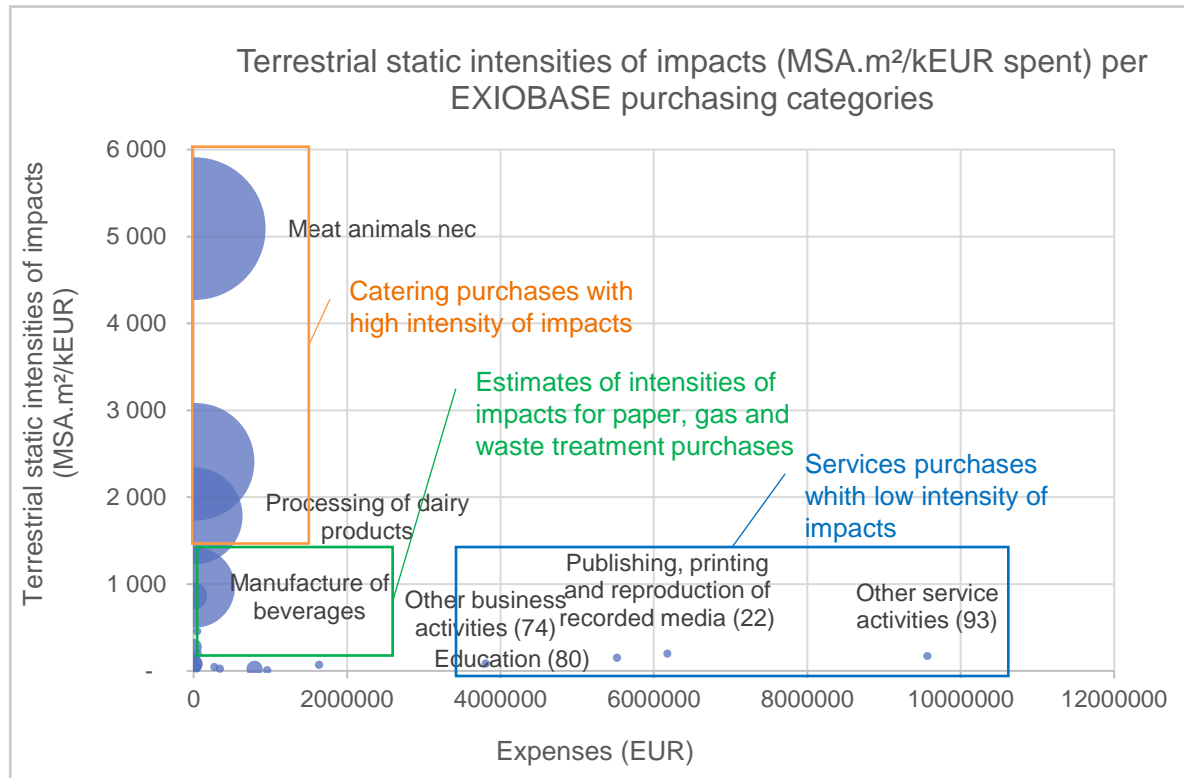 Terrestrial static intensities of impacts (MSA.m²/kEUR spent) per
EXIOBASE purchasing categories
Terrestrial static intensities of impacts
(MSA.m²/kEUR)
6 000
5 000
4 000
3 000
2 000
1 000
-
Meat animals nec
Catering purchases with
high intensity of impacts
Estimates of intensities of
impacts for paper, gas and
waste treatment purchases
Services purchases
whith low intensity of
impacts
Processing of dairy
products
Manufacture of
beverages
Other business
activities (74)
Education (80)
Publishing, printing
and reproduction of
recorded media (22)
Other service
activities (93)
0
2000000
4000000
6000000
8000000
10000000
12000000
Expenses (EUR)